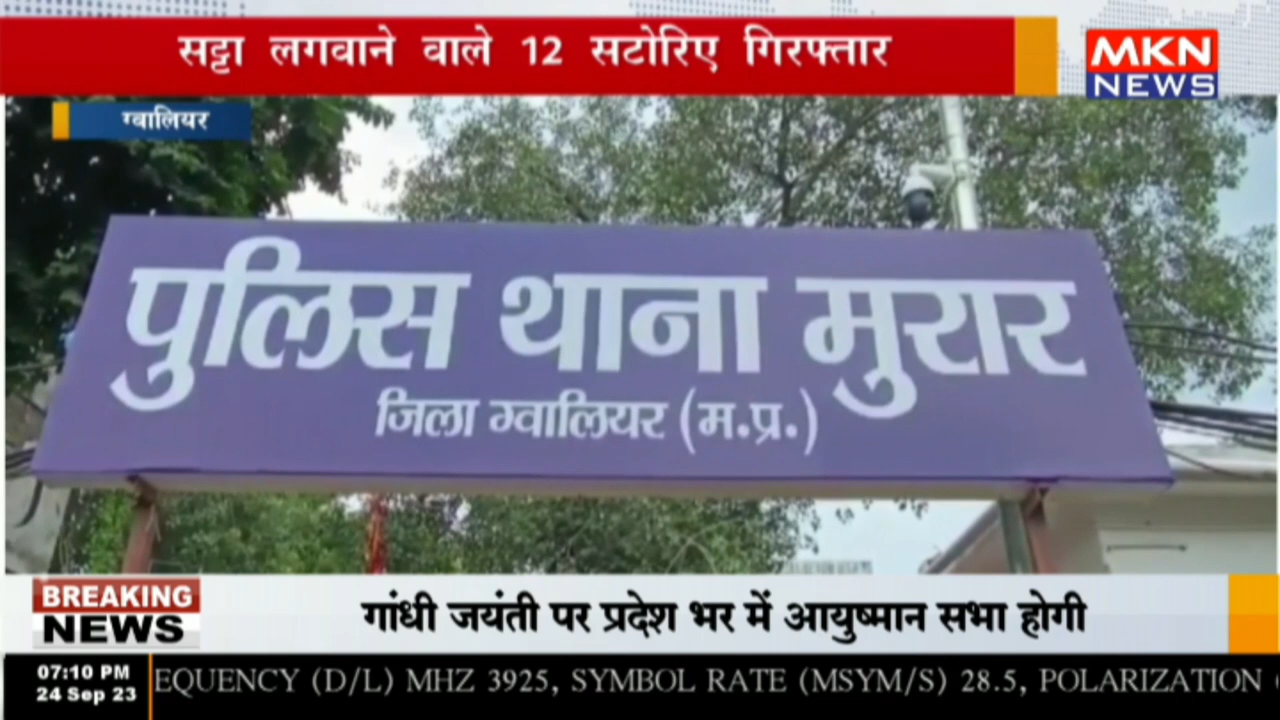 सट्टा लगवाने वाले 12 सटोरिए गिरफ्तार
MKN
NEWS
ग्वालियर
पुलिस थाना मुरार
जिला ग्वालियर (म.प्र.)
BREAKING
NEWS
गांधी जयंती पर प्रदेश भर में आयुष्मान सभा होगी
07:10 PM
24 Sep 23
EQUENCY (D/L) MHZ 3925, SYMBOL RATE (MSYM/S) 28.5, POLARIZATION